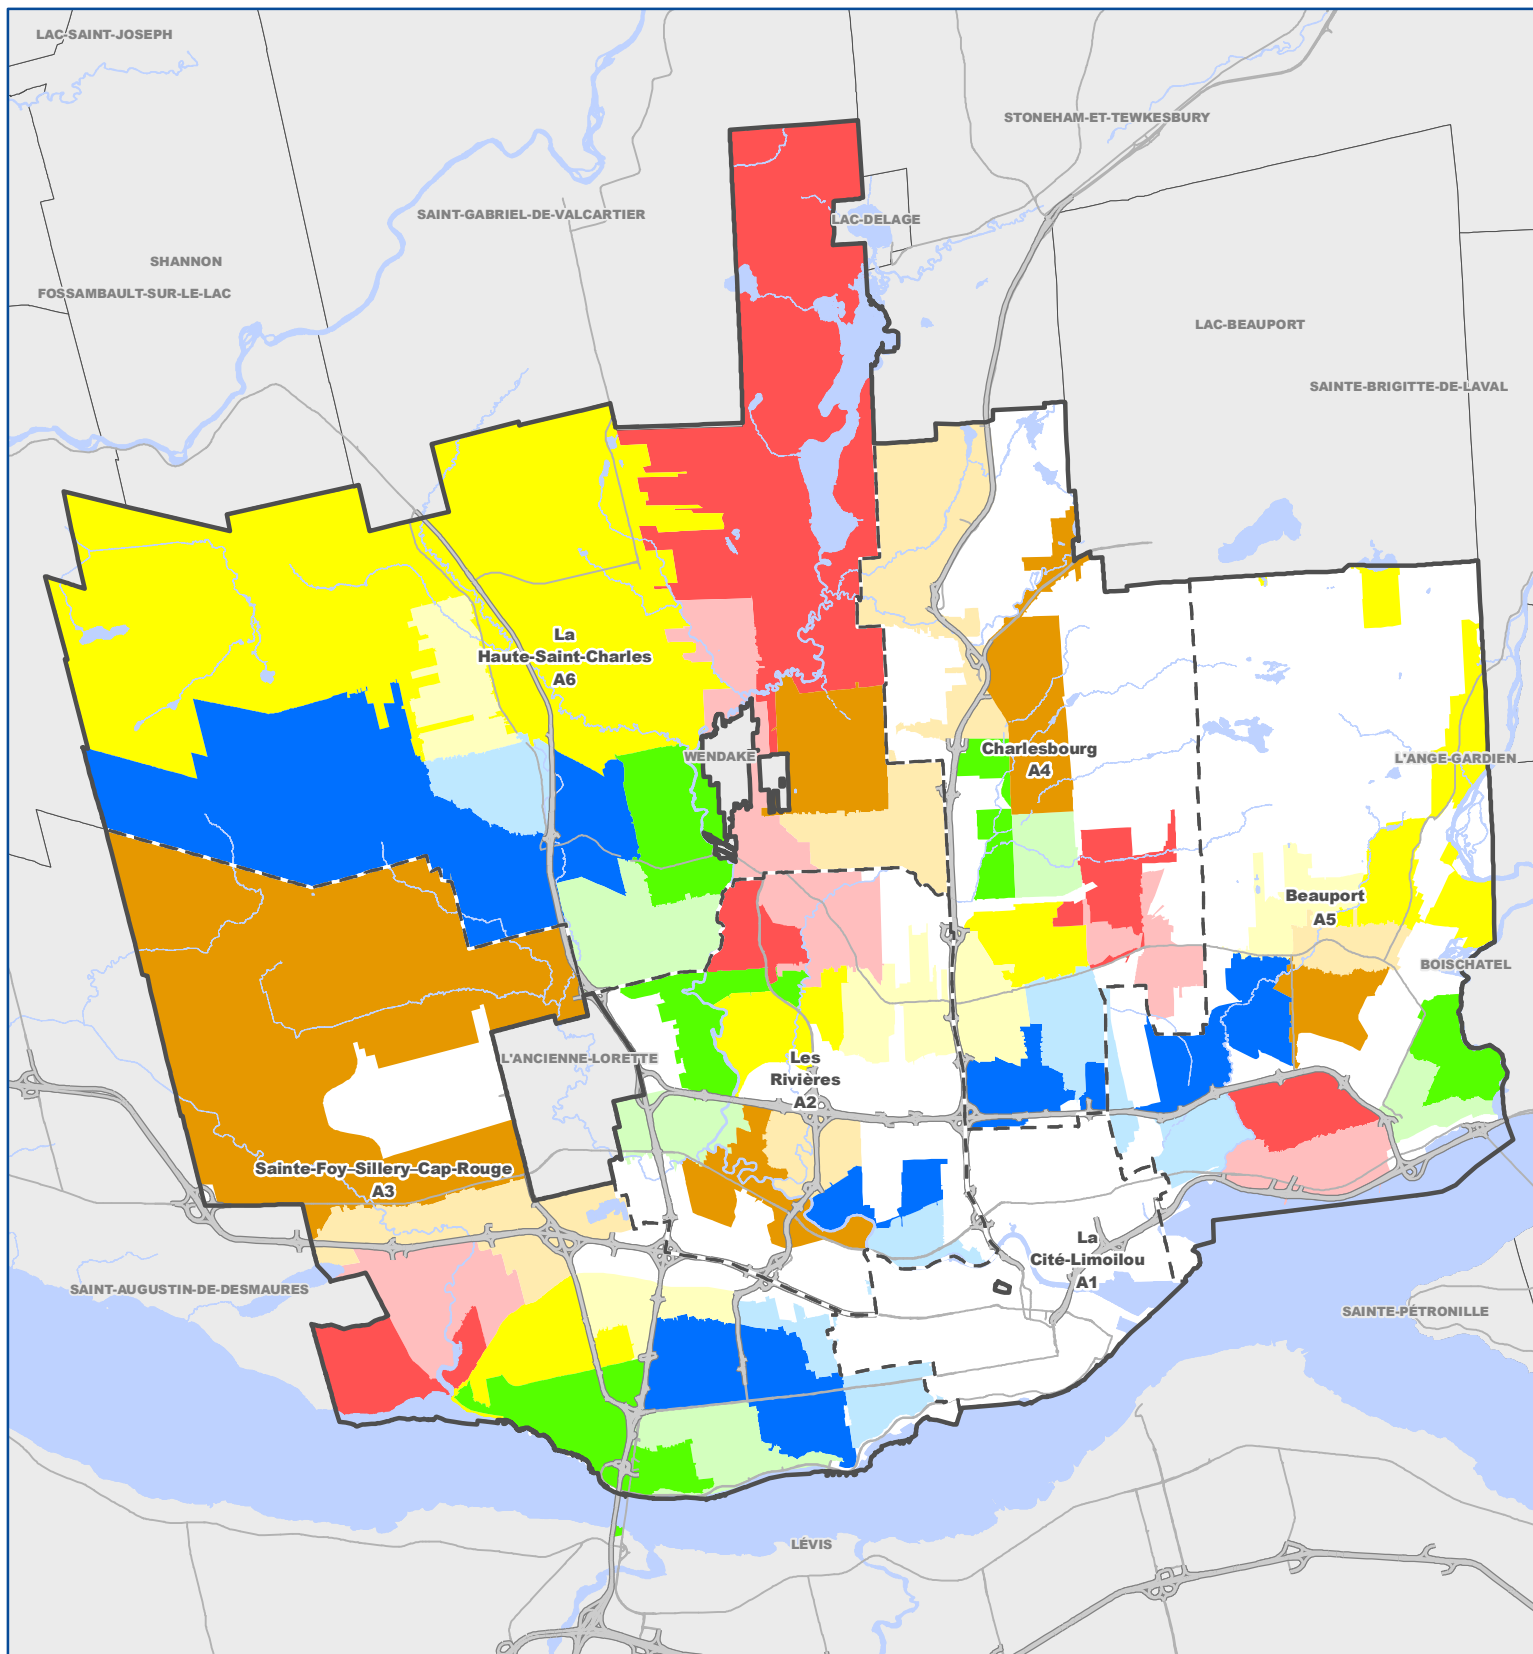 LAC-SAINT-JOSEPH
STONEHAM-ET-TEWKESBURY
SAINT-GABRIEL-DE-VALCARTIER
LAC-DELAGE
SHANNON
FOSSAMBAULT-SUR-LE-LAC
LAC-BEAUPORT
SAINTE-BRIGITTE-DE-LAVAL
La
Haute-Saint-Charles
A6
WENDAKE
Charlesbourg
A4
L'ANGE-GARDIEN
Beauport
A5
BOISCHATEL
L'ANCIENNE-LORETTE
Les
Rivières
A2
Sainte-Foy–Sillery–Cap-Rouge
A3
La
Cité-Limoilou
A1
SAINT-AUGUSTIN-DE-DESMAURES
SAINTE-PÉTRONILLE
LÉVIS